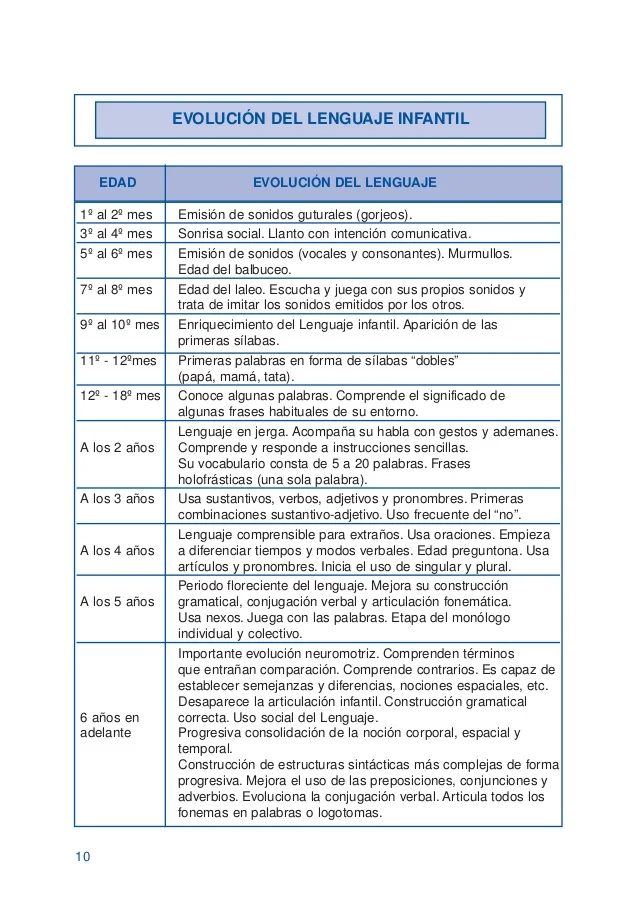 EVOLUCIÓN DEL LENGUAJE INFANTIL
EDAD EVOLUCIÓN DEL LENGUAJE
1º al 2º mes Emisión de sonidos guturales (gorjeos).
3º al 4º mes Sonrisa social. Llanto con intención comunicativa.
5º al 6º mes Emisión de sonidos (vocales y consonantes). Murmullos.
Edad del balbuceo.
7º al 8º mes Edad del laleo. Escucha y juega con sus propios sonidos y
trata de imitar los sonidos emitidos por los otros.
9º al 10º mes Enriquecimiento del Lenguaje infantil. Aparición de las
primeras sílabas.
11º - 12ºmes Primeras palabras en forma de sílabas “dobles”
(papá, mamá, tata).
12º - 18º mes Conoce algunas palabras. Comprende el significado de
algunas frases habituales de su entorno.
Lenguaje en jerga. Acompaña su habla con gestos y ademanes.
A los 2 años Comprende y responde a instrucciones sencillas.
Su vocabulario consta de 5 a 20 palabras. Frases
holofrásticas (una sola palabra).
A los 3 años Usa sustantivos, verbos, adjetivos y pronombres. Primeras
combinaciones sustantivo-adjetivo. Uso frecuente del “no”.
Lenguaje comprensible para extraños. Usa oraciones. Empieza
A los 4 años a diferenciar tiempos y modos verbales. Edad preguntona. Usa
artículos y pronombres. Inicia el uso de singular y plural.
Periodo floreciente del lenguaje. Mejora su construcción
A los 5 años gramatical, conjugación verbal y articulación fonemática.
Usa nexos. Juega con las palabras. Etapa del monólogo
individual y colectivo.
Importante evolución neuromotriz. Comprenden términos
que entrañan comparación. Comprende contrarios. Es capaz de
establecer semejanzas y diferencias, nociones espaciales, etc.
Desaparece la articulación infantil. Construcción gramatical
6 años en correcta. Uso social del Lenguaje.
adelante Progresiva consolidación de la noción corporal, espacial y
temporal.
Construcción de estructuras sintácticas más complejas de forma
progresiva. Mejora el uso de las preposiciones, conjunciones y
adverbios. Evoluciona la conjugación verbal. Articula todos los
fonemas en palabras o logotomas.
10